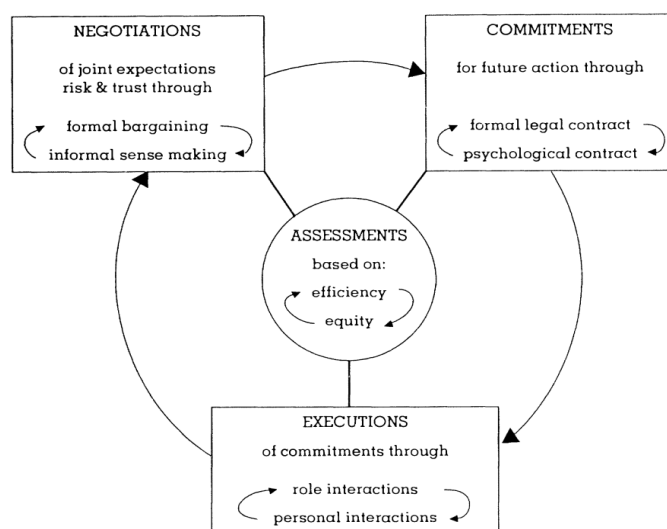 NEGOTIATIONS
of joint expectations
risk & trust through
formal bargaining
informal sense making
COMMITMENTS
for future action through
formal legal contract
psychological contract
ASSESSMENTS
based on:
efficiency
equity
EXECUTIONS
of commitments through
role interactions
personal interactions